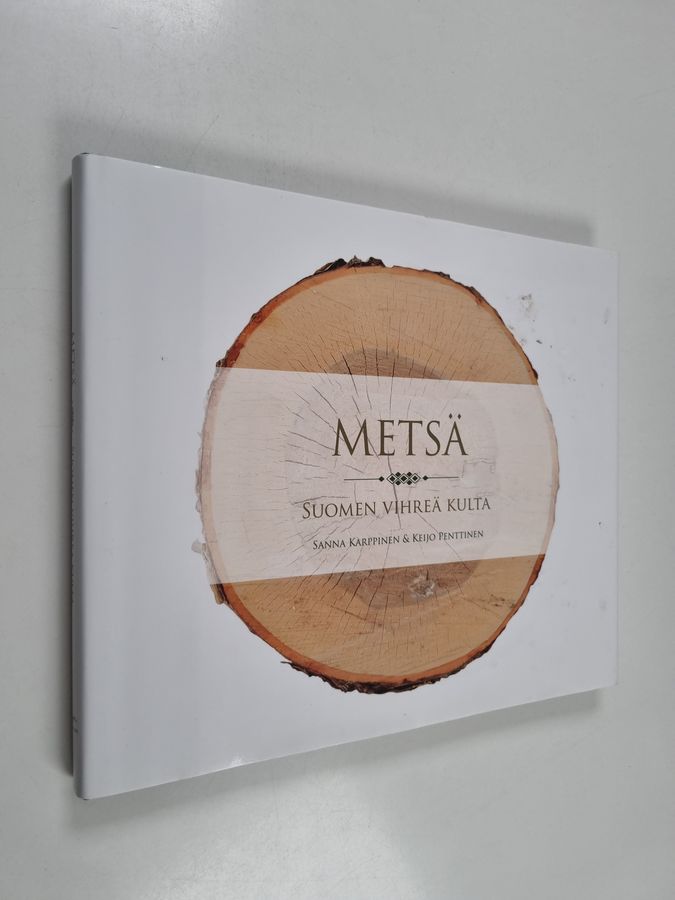 METSÄ
SUOMEN VIHREÄ KULTA
SANNA KARPPINEN & KEIJO PENTTINEN